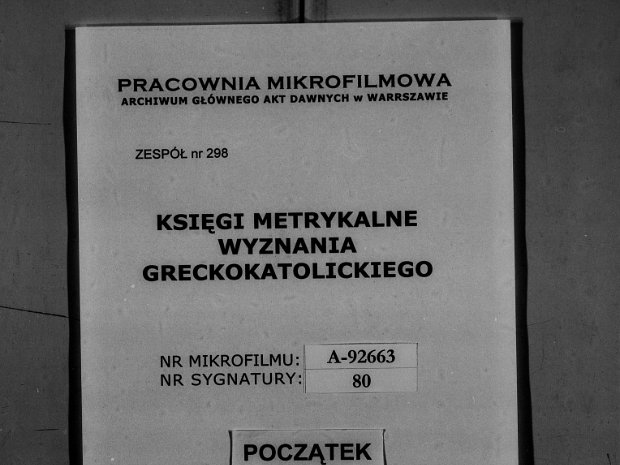 PRACOWNIA MIKROFILMOWA
ARCHIWUM GŁÓWNEGO AKT DAWNYCH w WARRSZAWIE
ZESPÓŁ nr 298
KSIĘGI METRYKALNE
WYZNANIA
GRECKOKATOLICKIEGO
NR MIKROFILMU: A-92663
NR SYGNATURY: 80
POCZĄTEK